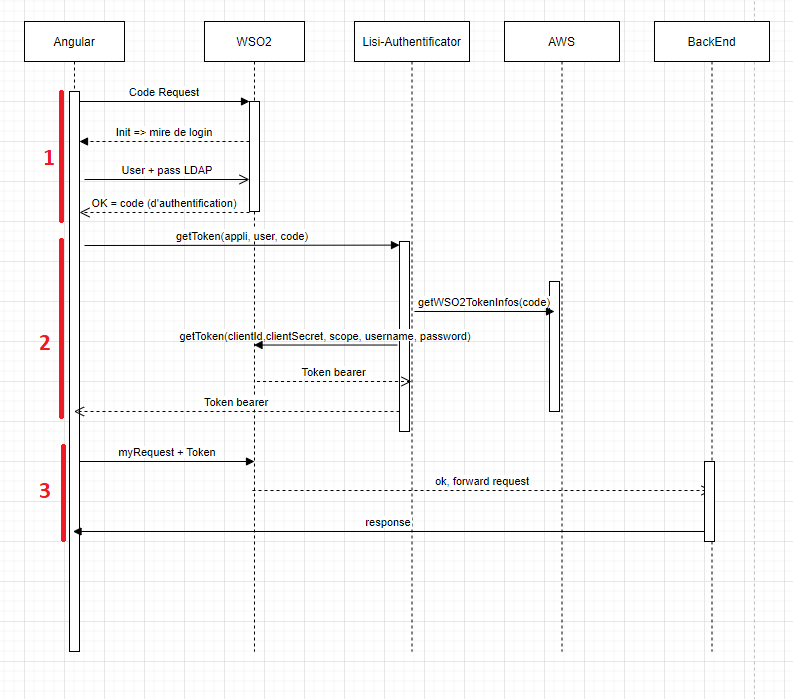 Angular
WSO2
Lisi-Authentificator
AWS
BackEnd
Code Request
Init => mire de login
1
User + pass LDAP
OK = code (d'authentification)
getToken(appli, user, code)
getWSO2TokenInfos(code)
2
getToken(clientId,clientSecret, scope, username, password)
Token bearer
Token bearer
myRequest + Token
3
ok, forward request
response